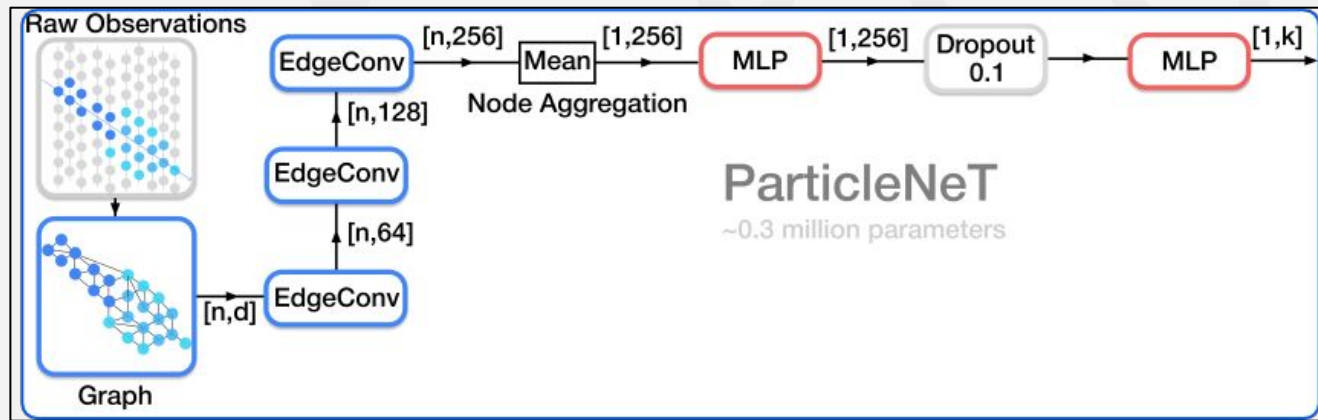 Raw Observations
Graph
[n,d]
EdgeConv
[n,64]
EdgeConv
[n,128]
EdgeConv
[n,256]
Mean
Node Aggregation
[1,256]
MLP
[1,256]
Dropout
0.1
MLP
[1,k]
ParticleNeT
~0.3 million parameters